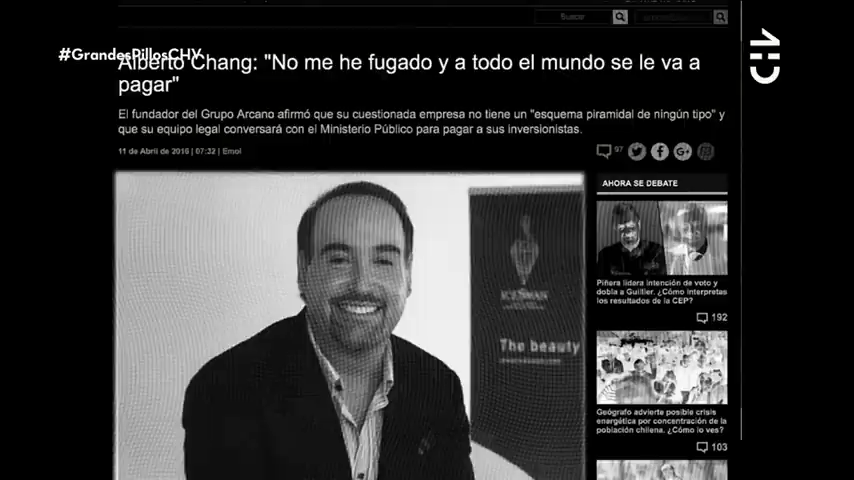 Buscar
#GrandesPillosCHV
CHV
Alberto Chang: "No me he fugado y a todo el mundo se le va a
pagar"
El fundador del Grupo Arcano afirmó que su cuestionada empresa no tiene un "esquema piramidal de ningún tipo" y
que su equipo legal conversará con el Ministerio Público para pagar a sus inversionistas.
11 de Abril de 2016 | 07:22 | Emol
97
AHORA SE DEBATE
The beauty
Piñera lidera intención de voto y
dobla a Guillier. ¿Cómo interpretas
los resultados de la CEP?
192
Geógrafo advierte posible crisis
energética por concentración de la
población chilena. ¿Cómo lo ves?
103